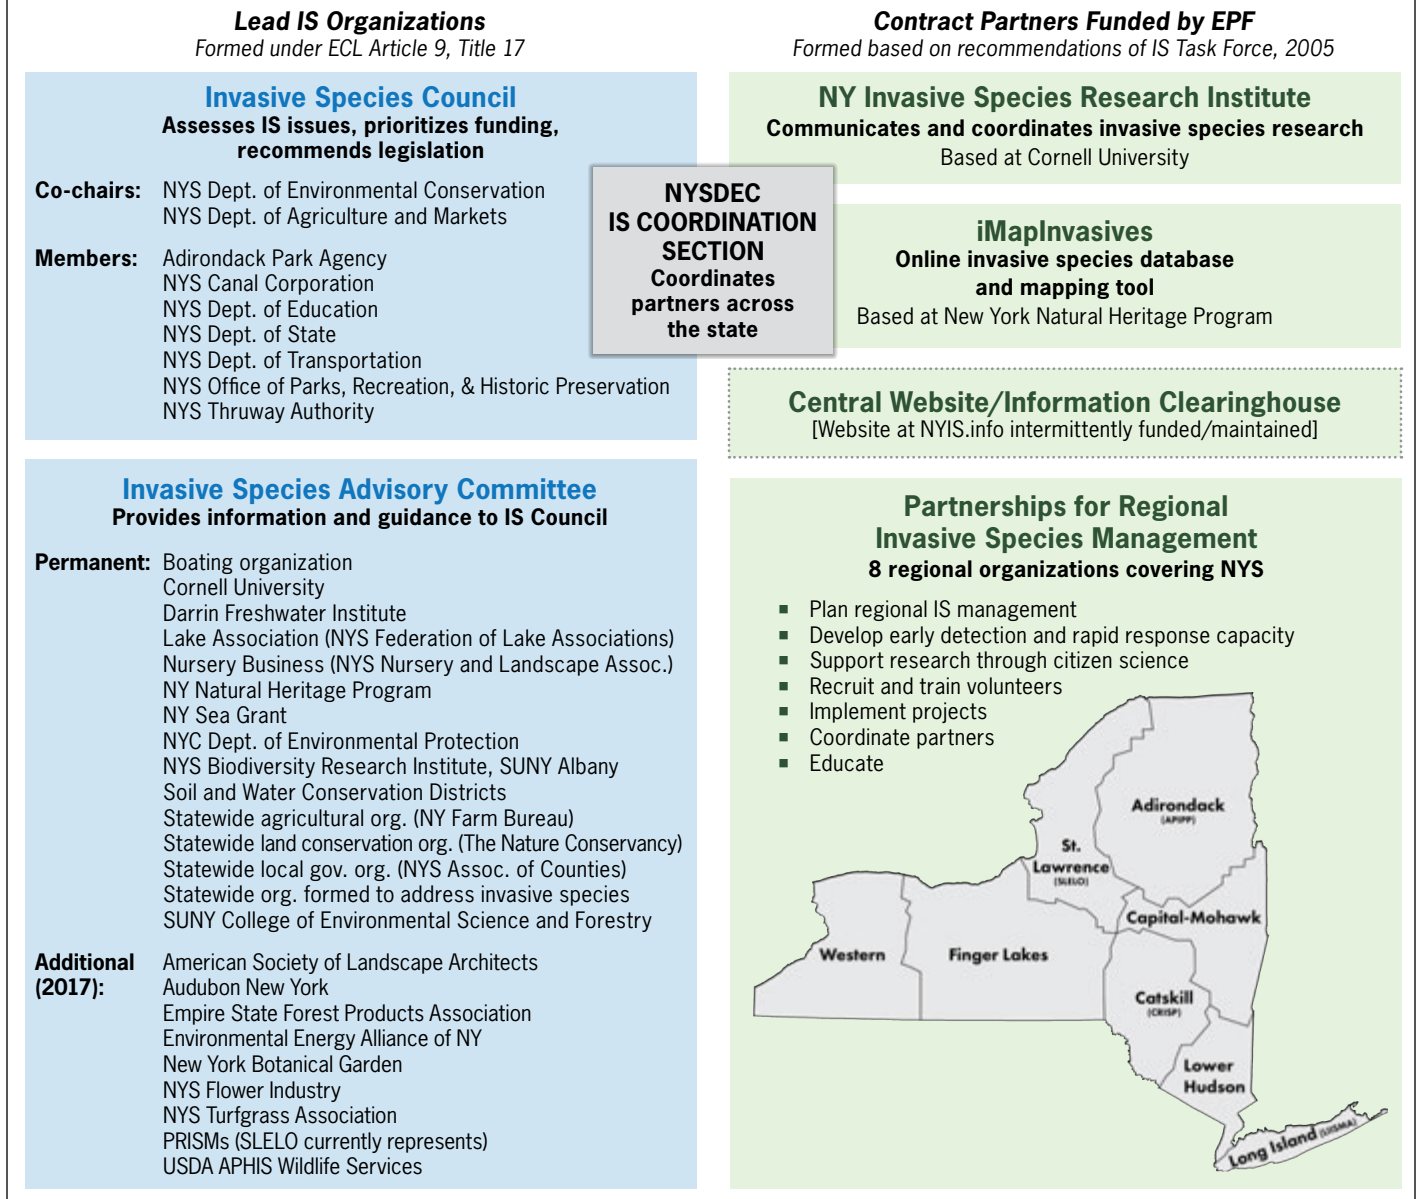 Lead IS Organizations
Formed under ECL Article 9, Title 17
Invasive Species Council
Assesses IS issues, prioritizes funding,
recommends legislation
Co-chairs: NYS Dept. of Environmental Conservation
NYS Dept. of Agriculture and Markets
Members: Adirondack Park Agency
NYS Canal Corporation
NYS Dept. of Education
NYS Dept. of State
NYS Dept. of Transportation
NYS Office of Parks, Recreation, & Historic Preservation
NYS Thruway Authority
Invasive Species Advisory Committee
Provides information and guidance to IS Council
Permanent: Boating organization
Cornell University
Darrin Freshwater Institute
Lake Association (NYS Federation of Lake Associations)
Nursery Business (NYS Nursery and Landscape Assoc.)
NY Natural Heritage Program
NY Sea Grant
NYC Dept. of Environmental Protection
NYS Biodiversity Research Institute, SUNY Albany
Soil and Water Conservation Districts
Statewide agricultural org. (NY Farm Bureau)
Statewide land conservation org. (The Nature Conservancy)
Statewide local gov. org. (NYS Assoc. of Counties)
Statewide org. formed to address invasive species
SUNY College of Environmental Science and Forestry
Additional American Society of Landscape Architects
(2017): Audubon New York
Empire State Forest Products Association
Environmental Energy Alliance of NY
New York Botanical Garden
NYS Flower Industry
NYS Turfgrass Association
PRISMs (SLELO currently represents)
USDA APHIS Wildlife Services
NYSDEC
IS COORDINATION
SECTION
Coordinates
partners across
the state
Contract Partners Funded by EPF
Formed based on recommendations of IS Task Force, 2005
NY Invasive Species Research Institute
Communicates and coordinates invasive species research
Based at Cornell University
iMapInvasives
Online invasive species database
and mapping tool
Based at New York Natural Heritage Program
Central Website/Information Clearinghouse
[Website at NYIS.info intermittently funded/maintained]
Partnerships for Regional
Invasive Species Management
8 regional organizations covering NYS
▪ Plan regional IS management
▪ Develop early detection and rapid response capacity
▪ Support research through citizen science
▪ Recruit and train volunteers
▪ Implement projects
▪ Coordinate partners
▪ Educate
Adirondack
(APIPP)
St.
Lawrence
(SLELO)
Capital-Mohawk
Western
Finger Lakes
Catskill
(CRISP)
Lower
Hudson
Long Island (LIISMA)